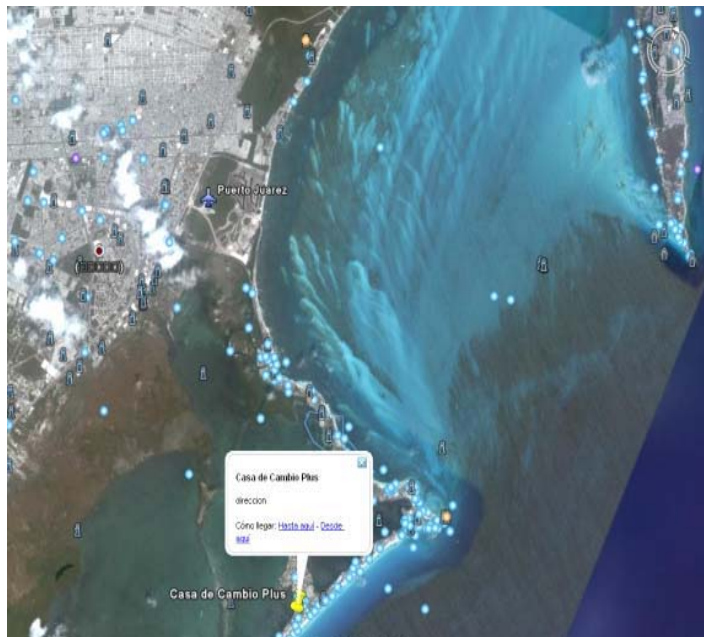 Puerto Juarez
Casa de Cambio Plus
direccion
Cómo llegar: Hasta aquí - Desde
aquí
Casa de Cambio Plus